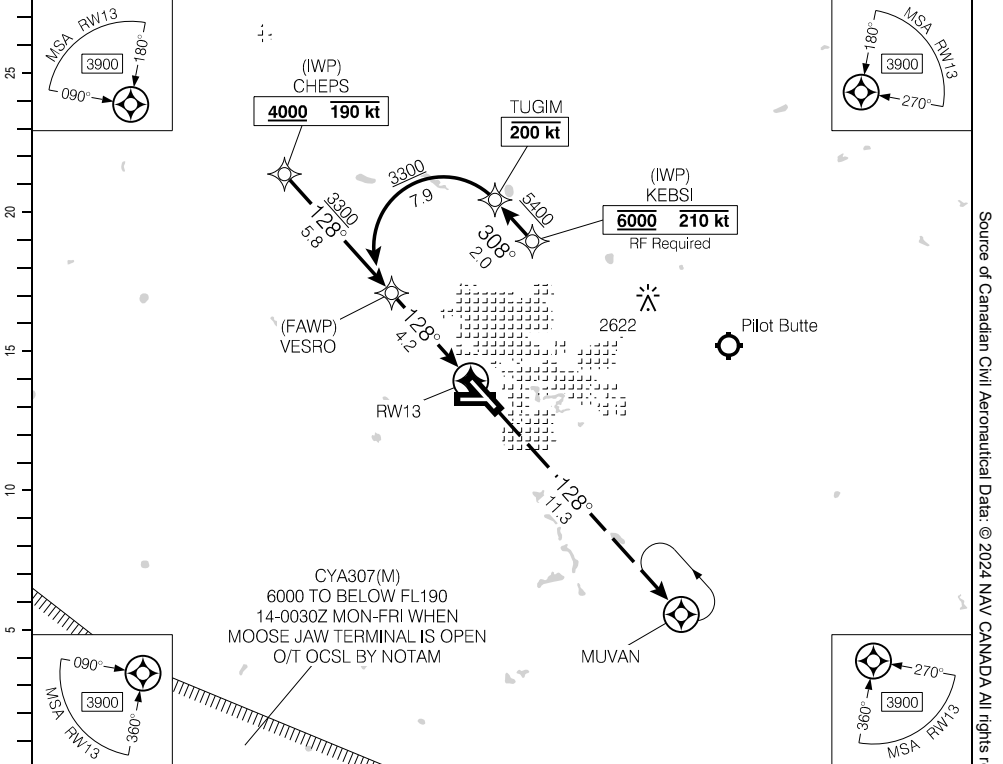 MSA RW13
3900
180°
090°
MSA RW13
3900
180°
270°
25
20
15
10
5
(IWP)
CHEPS
4000 190 kt
TUGIM
200 kt
(IWP)
KEBSI
6000 210 kt
RF Required
3300
7.9
5400
308°
2.0
3300
128°
5.8
(FAWP)
VESRO
128°
4.2
2622
Pilot Butte
RW13
128°
11.3
MUVAN
CYA307(M)
6000 TO BELOW FL190
14-0030Z MON-FRI WHEN
MOOSE JAW TERMINAL IS OPEN
O/T OCSL BY NOTAM
090°
3900
360°
MSA RW13
270°
3900
360°
MSA RW13
Source of Canadian Civil Aeronautical Data: © 2024 NAV CANADA All rights r